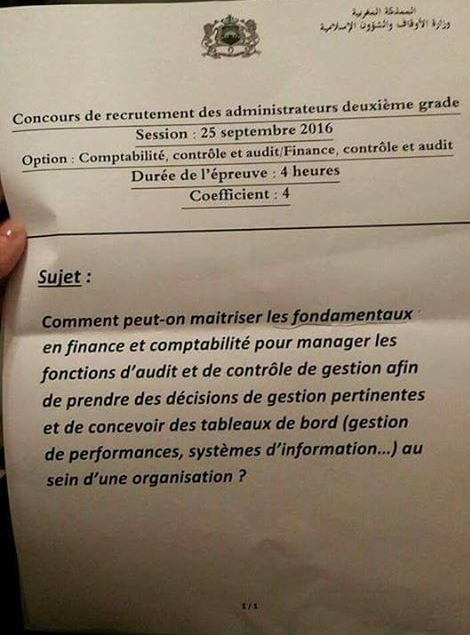 المملكة المغربية
وزارة الأوقاف والشؤون الإسلامية
Concours de recrutement des administrateurs deuxième grade
Session : 25 septembre 2016
Option : Comptabilité, contrôle et audit/Finance, contrôle et audit
Durée de l'épreuve : 4 heures
Coefficient : 4
Sujet :
Comment peut-on maitriser les fondamentaux
en finance et comptabilité pour manager les
fonctions d'audit et de contrôle de gestion afin
de prendre des décisions de gestion pertinentes
et de concevoir des tableaux de bord (gestion
de performances, systèmes d'information...) au
sein d'une organisation ?
1/1